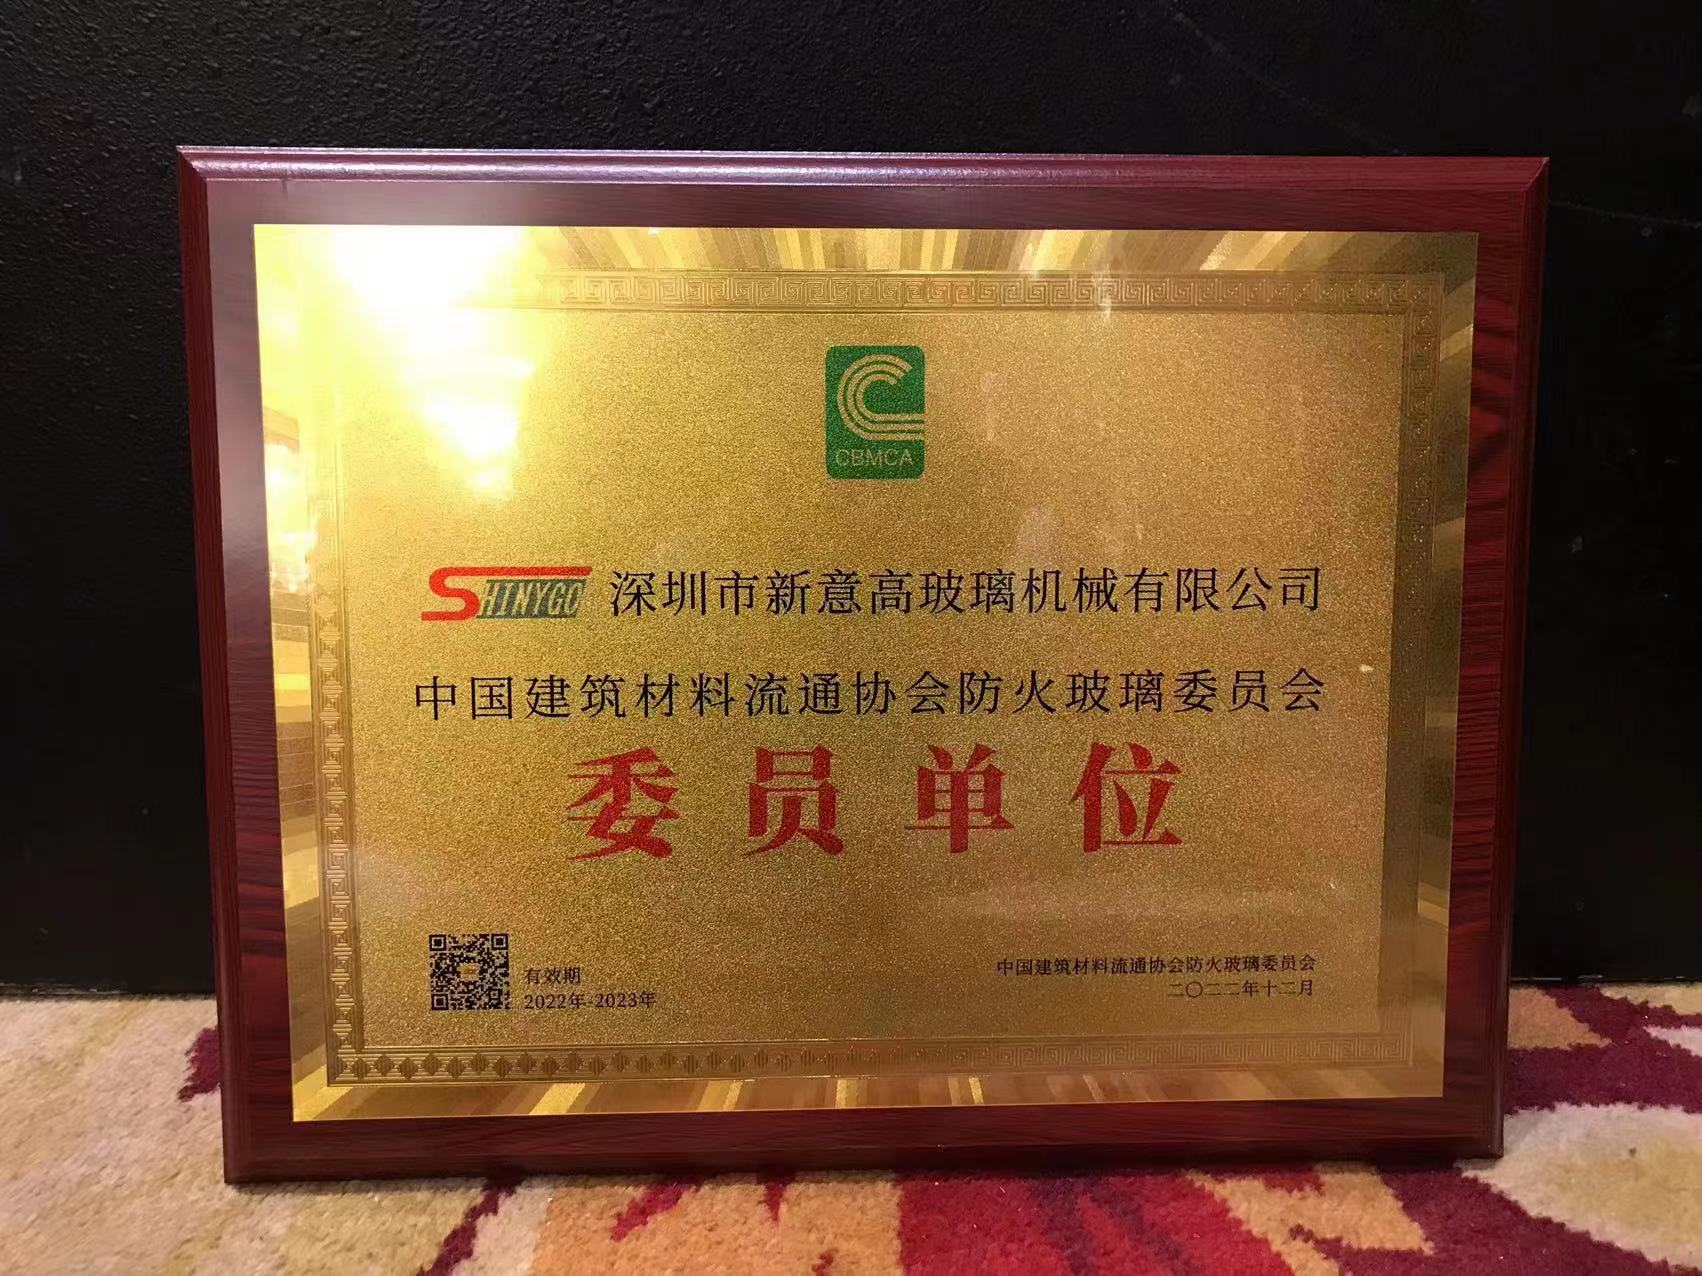 CBMCA
SHINYGO 深圳市新意高玻璃机械有限公司
中国建筑材料流通协会防火玻璃委员会
委员单位
有效期
2022年-2023年
中国建筑材料流通协会防火玻璃委员会
二〇二二年十二月